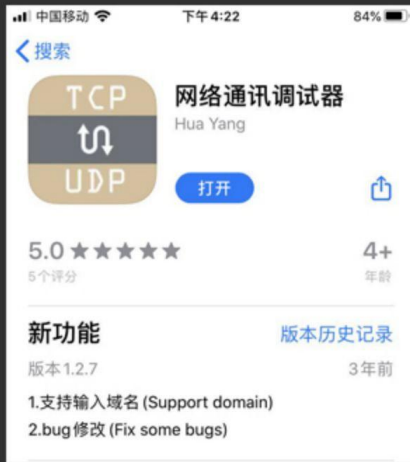 中国移动 下午4:22 84%
搜索
TCP
UDP
网络通讯调试器
Hua Yang
打开
5.0 ★★★★★ 4+
5个评分 年龄
新功能 版本历史记录
版本1.2.7 3年前
1.支持输入域名(Support domain)
2.bug修改(Fix some bugs)